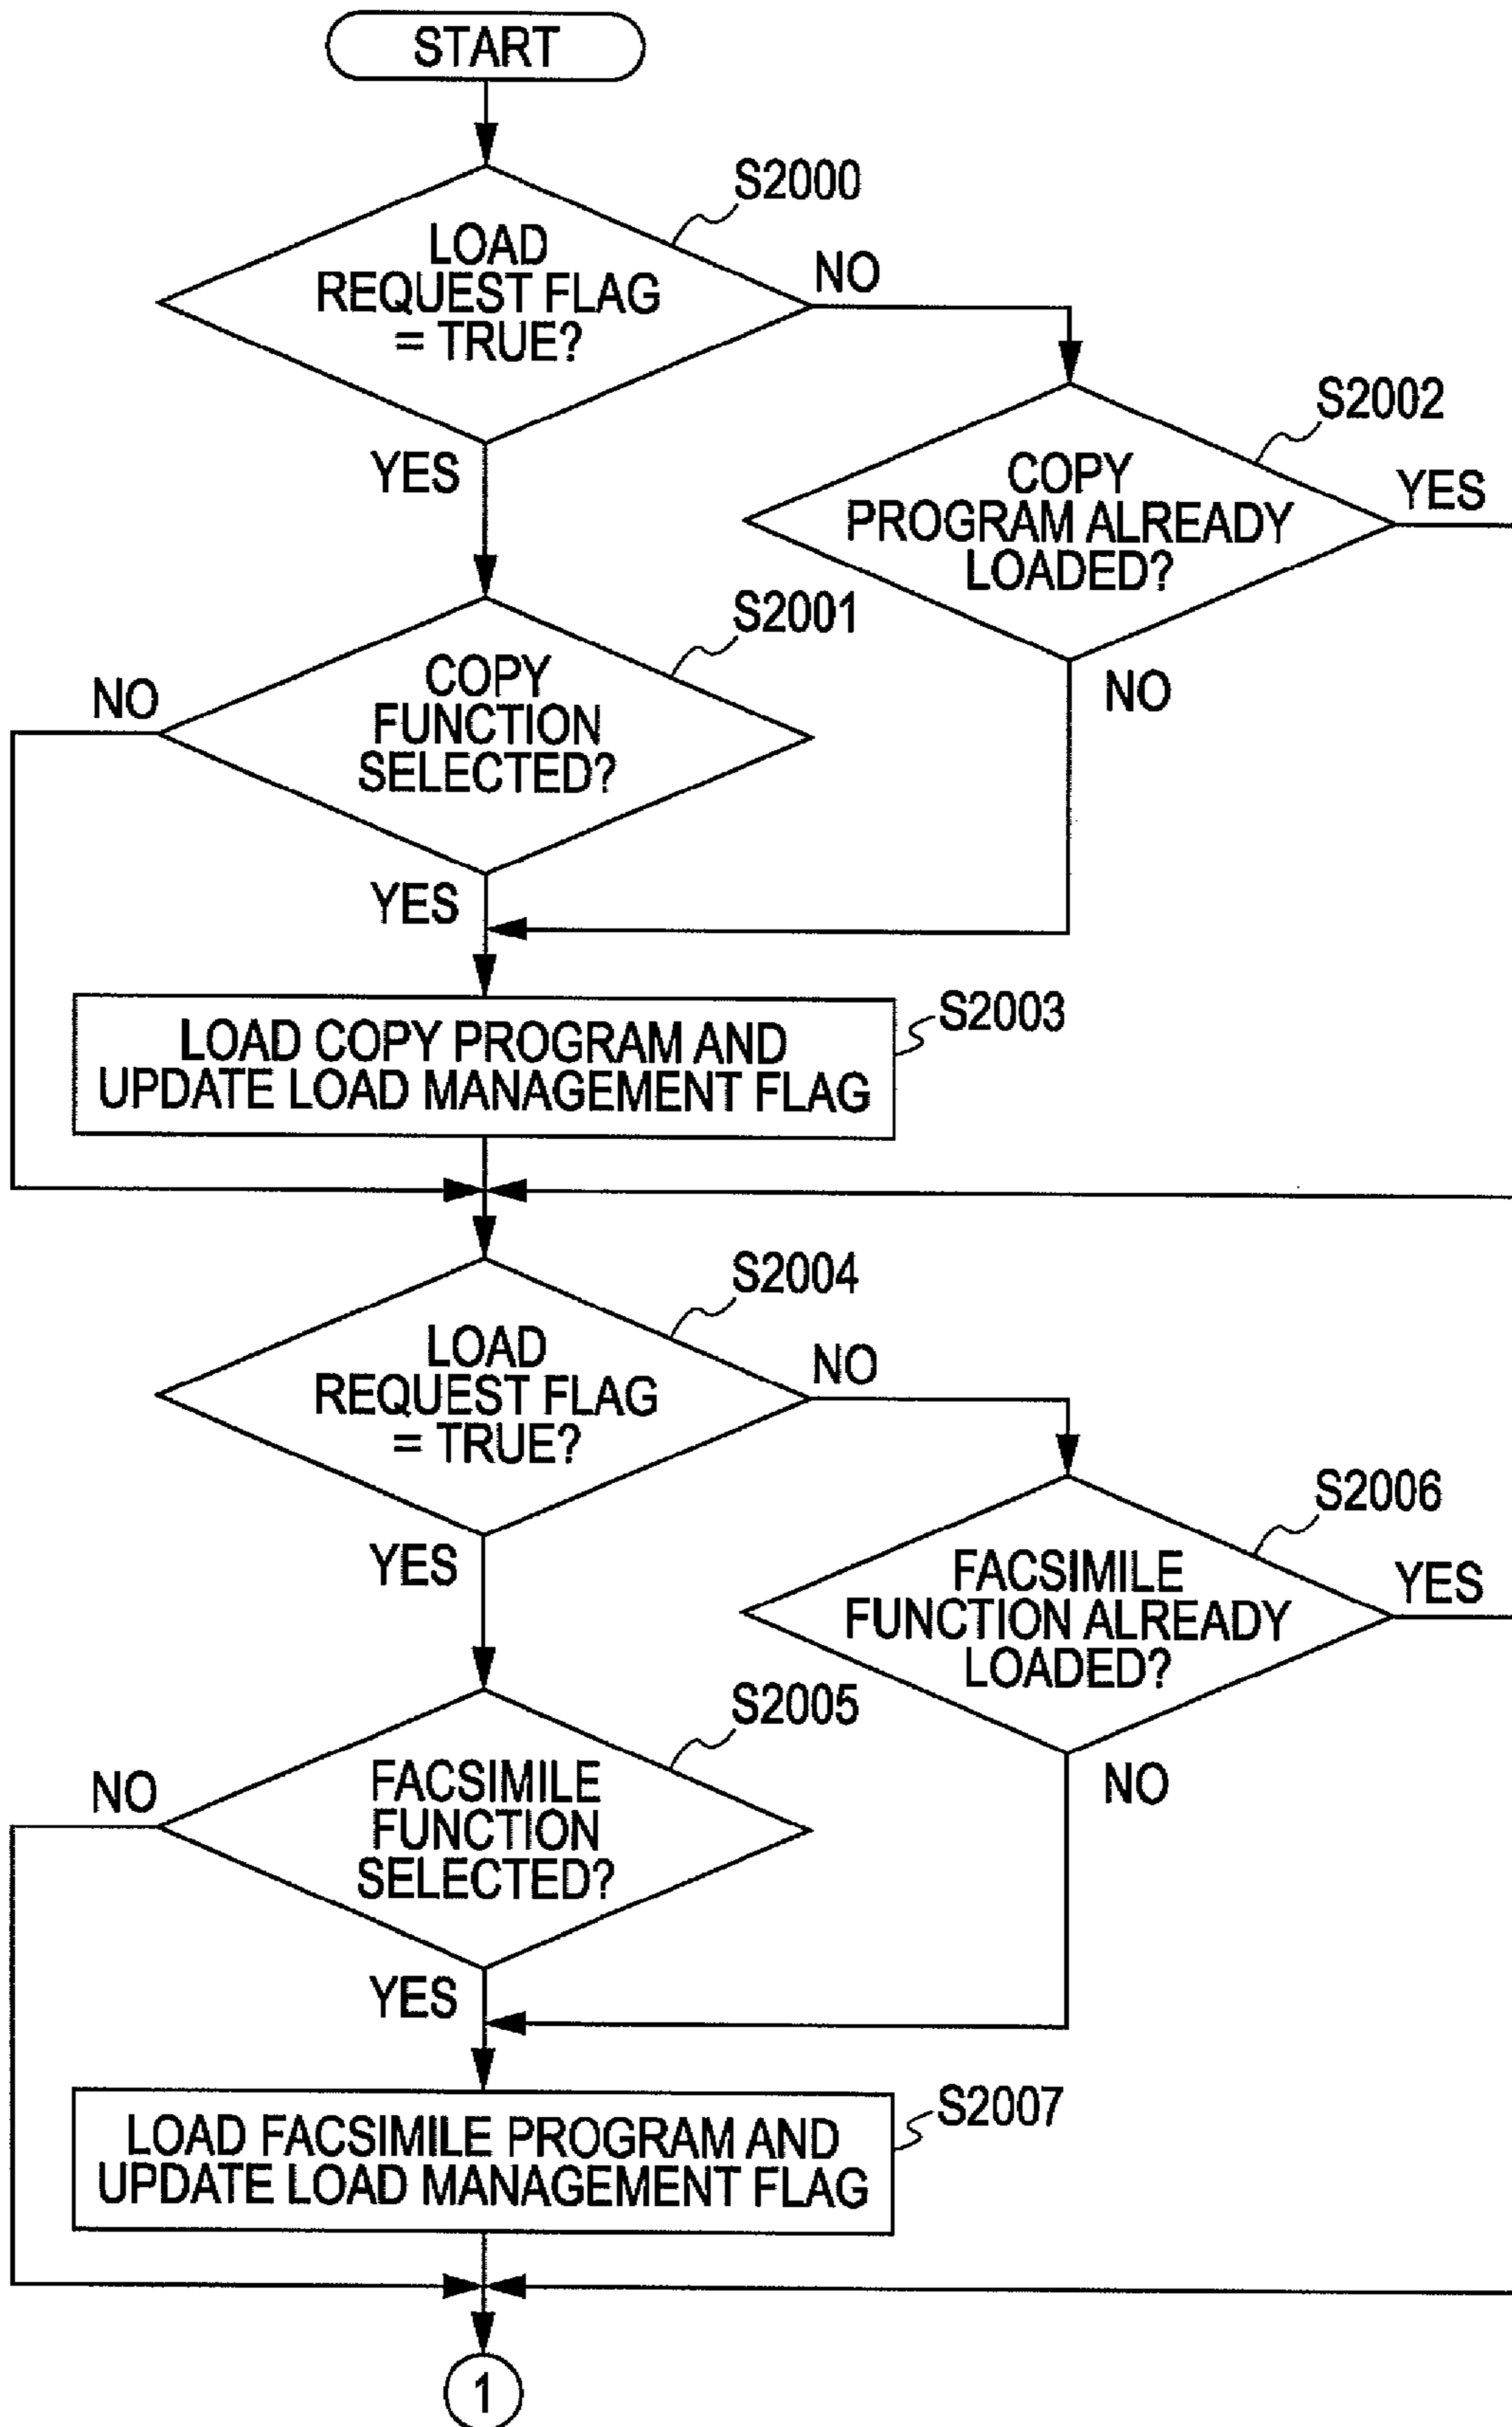 START
S2000
LOAD
REQUEST FLAG
= TRUE?
NO
YES
S2002
COPY
PROGRAM ALREADY
LOADED?
YES
NO
S2001
COPY
FUNCTION
SELECTED?
NO
YES
S2003
LOAD COPY PROGRAM AND
UPDATE LOAD MANAGEMENT FLAG
S2004
LOAD
REQUEST FLAG
= TRUE?
NO
YES
S2006
FACSIMILE
FUNCTION ALREADY
LOADED?
YES
NO
S2005
FACSIMILE
FUNCTION
SELECTED?
NO
YES
S2007
LOAD FACSIMILE PROGRAM AND
UPDATE LOAD MANAGEMENT FLAG
1